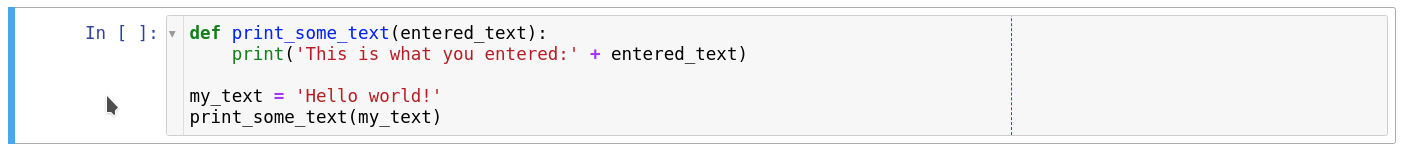 In [ ]: def print_some_text(entered_text):
    print('This is what you entered:' + entered_text)

my_text = 'Hello world!'
print_some_text(my_text)